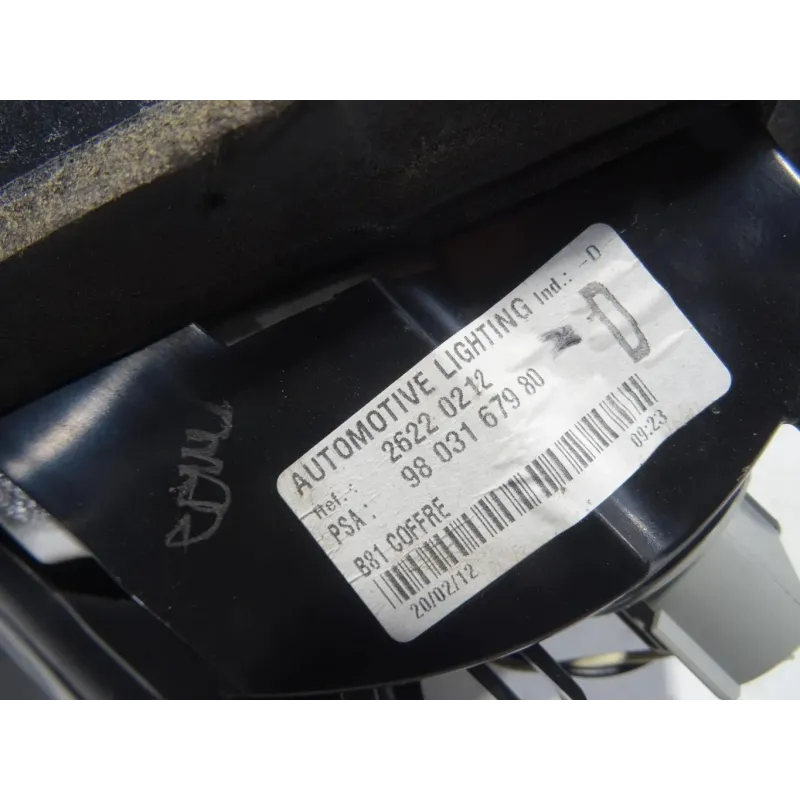 AUTOMOTIVE LIGHTING Ind.: -D
Ref.: 2622 0212
PSA: 98 031 679 80
D
B81 COFFRE
20/02/12 09:23